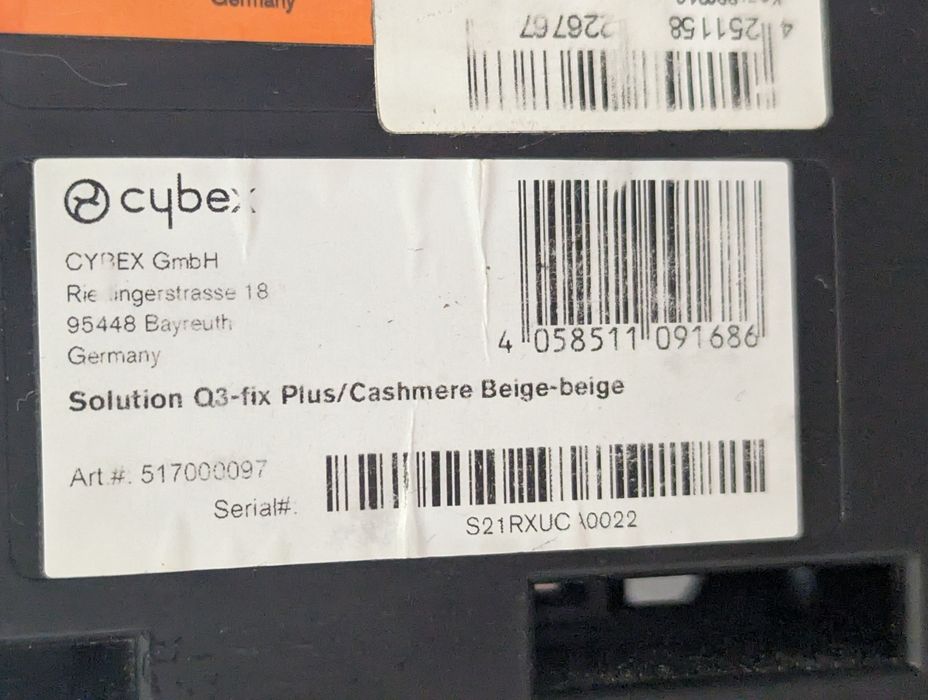 Germany
4 251158 226767
cybex
CYBEX GmbH
95448 Bayreuth
Germany
Solution Q3-fix Plus/Cashmere Beige-beige
4 058511 091686
Art.#: 517000097
Serial#:
18